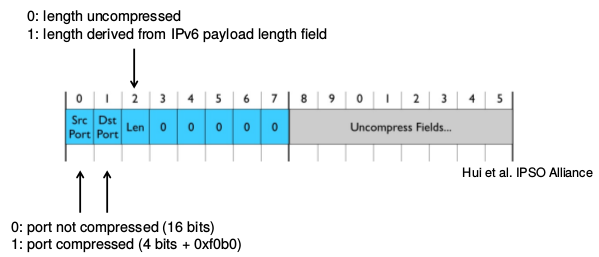 0: length uncompressed
1: length derived from IPv6 payload length field
0 1 2 3 4 5 6 7 8 9 0 1 2 3 4 5
Src Port Dst Port Len 0 0 0 0 0 Uncompress Fields...
Hui et al. IPSO Alliance
0: port not compressed (16 bits)
1: port compressed (4 bits + 0xf0b0)